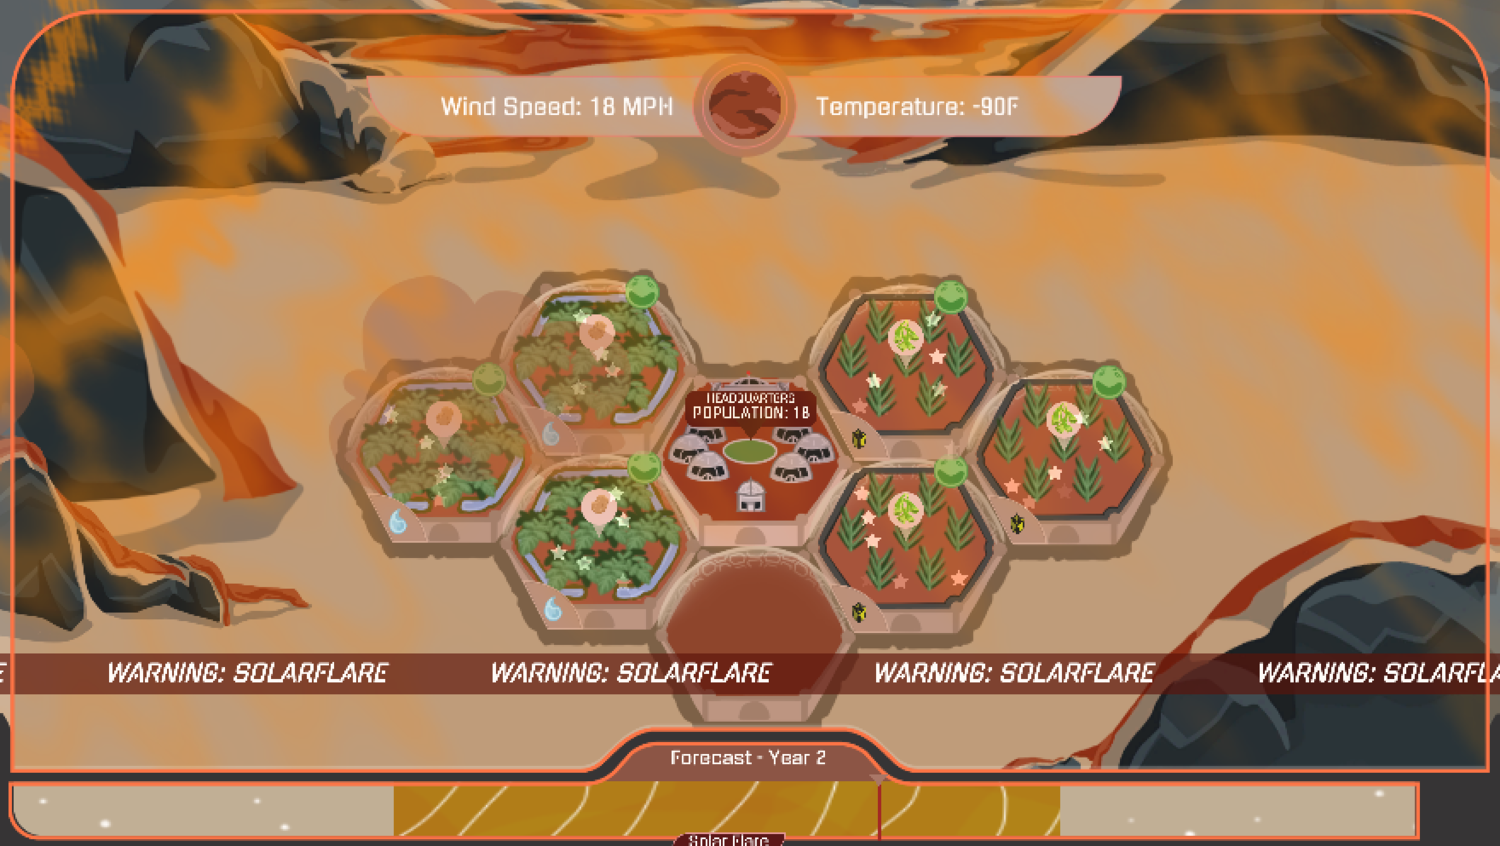 Wind Speed: 18 MPH
Temperature: -90F
HEADQUARTERS
POPULATION: 18
WARNING: SOLARFLARE WARNING: SOLARFLARE WARNING: SOLARFLARE WARNING: SOLARFLA
Forecast - Year 2
Solar Flare